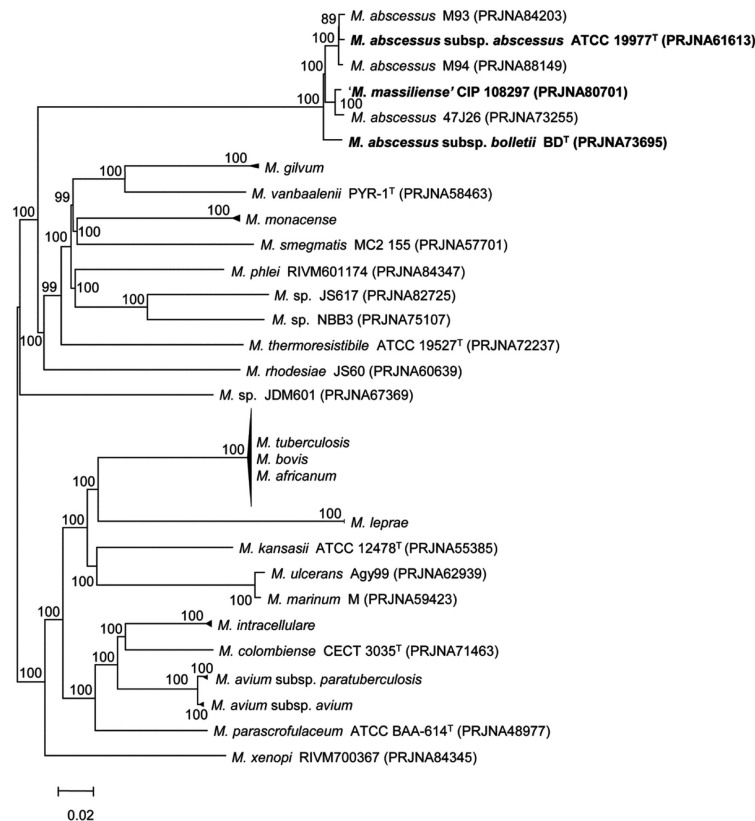 89
M. abscessus M93 (PRJNA84203)
100
M. abscessus subsp. abscessus ATCC 19977T (PRJNA61613)
100
M. abscessus M94 (PRJNA88149)
'M. massiliense' CIP 108297 (PRJNA80701)
100
100
M. abscessus 47J26 (PRJNA73255)
M. abscessus subsp. bolletii BDT (PRJNA73695)
100
M. gilvum
100
M. vanbaalenii PYR-1T (PRJNA58463)
99
100
M. monacense
100
100
100
M. smegmatis MC2 155 (PRJNA57701)
M. phlei RIVM601174 (PRJNA84347)
99
100
100
M. sp. JS617 (PRJNA82725)
M. sp. NBB3 (PRJNA75107)
100
M. thermoresistibile ATCC 19527T (PRJNA72237)
M. rhodesiae JS60 (PRJNA60639)
M. sp. JDM601 (PRJNA67369)
100
M. tuberculosis
M. bovis
M. africanum
100
100
100
M. leprae
M. kansasii ATCC 12478T (PRJNA55385)
100
M. ulcerans Agy99 (PRJNA62939)
100
M. marinum M (PRJNA59423)
100
100
M. intracellulare
100
100
M. colombiense CECT 3035T (PRJNA71463)
100
100
100
100
M. avium subsp. paratuberculosis
M. avium subsp. avium
100
M. parascrofulaceum ATCC BAA-614T (PRJNA48977)
M. xenopi RIVM700367 (PRJNA84345)
0.02